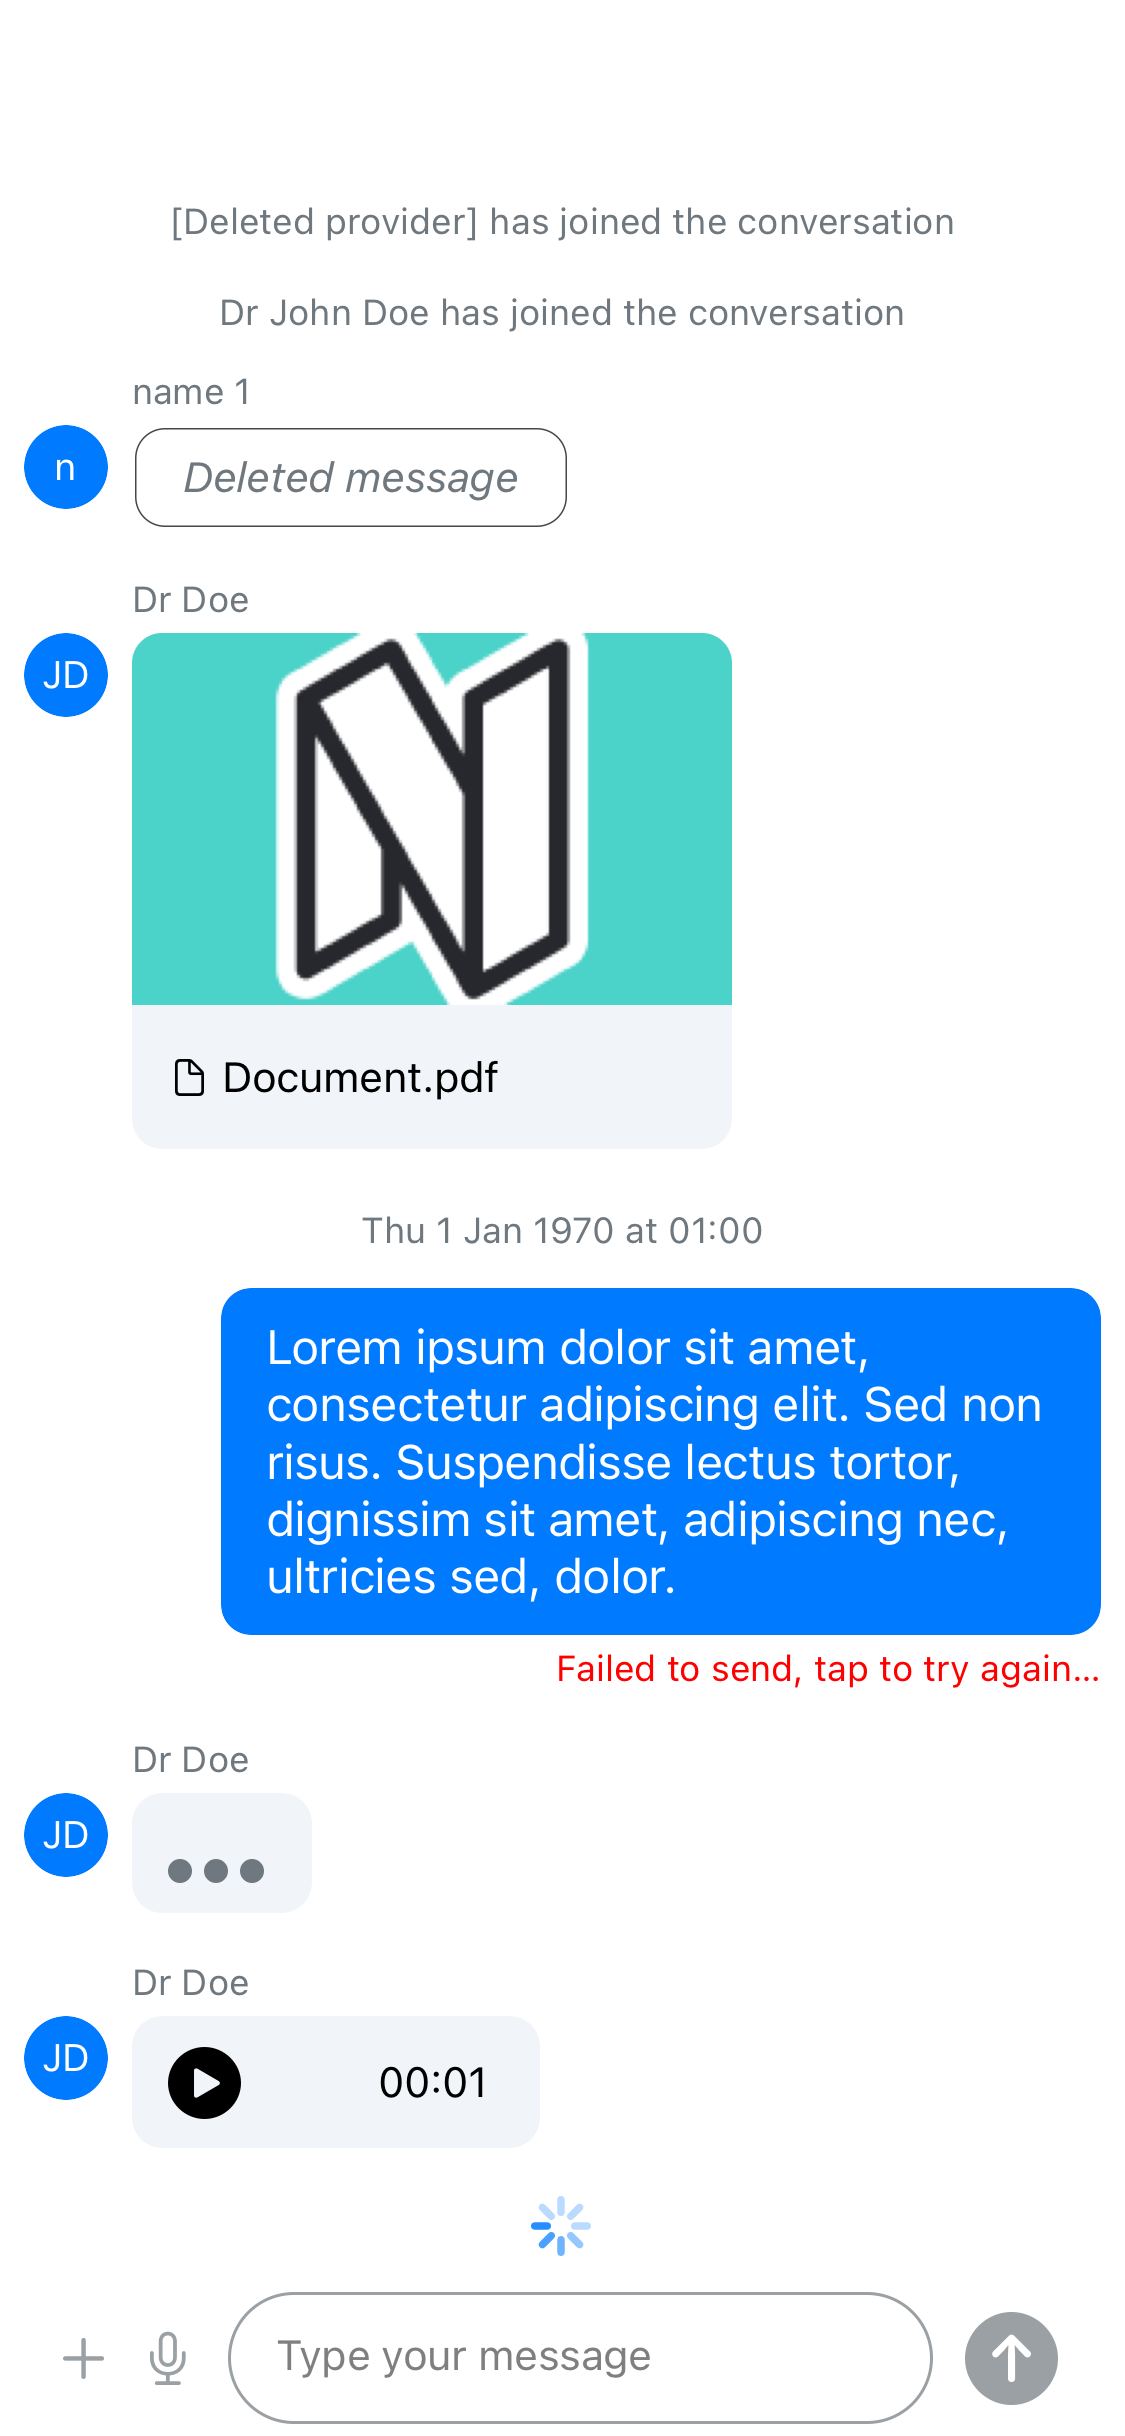 [Deleted provider] has joined the conversation
Dr John Doe has joined the conversation
name 1
n
Deleted message
Dr Doe
JD
N
Document.pdf
Thu 1 Jan 1970 at 01:00
Lorem ipsum dolor sit amet,
consectetur adipiscing elit. Sed non
risus. Suspendisse lectus tortor,
dignissim sit amet, adipiscing nec,
ultricies sed, dolor.
Failed to send, tap to try again...
Dr Doe
JD
Dr Doe
JD
00:01
Type your message